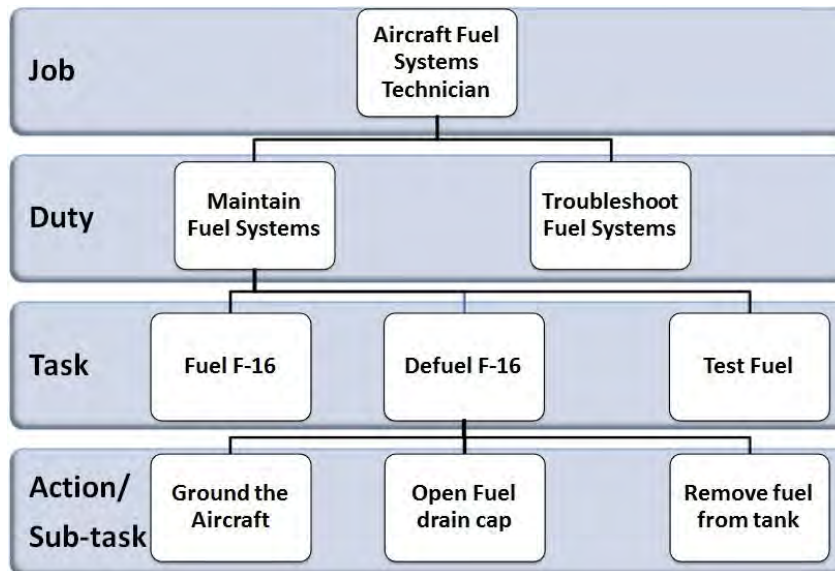 Job
Aircraft Fuel
Systems
Technician
Duty
Maintain
Fuel Systems
Troubleshoot
Fuel Systems
Task
Fuel F-16
Defuel F-16
Test Fuel
Action/
Sub-task
Ground the
Aircraft
Open Fuel
drain cap
Remove fuel
from tank